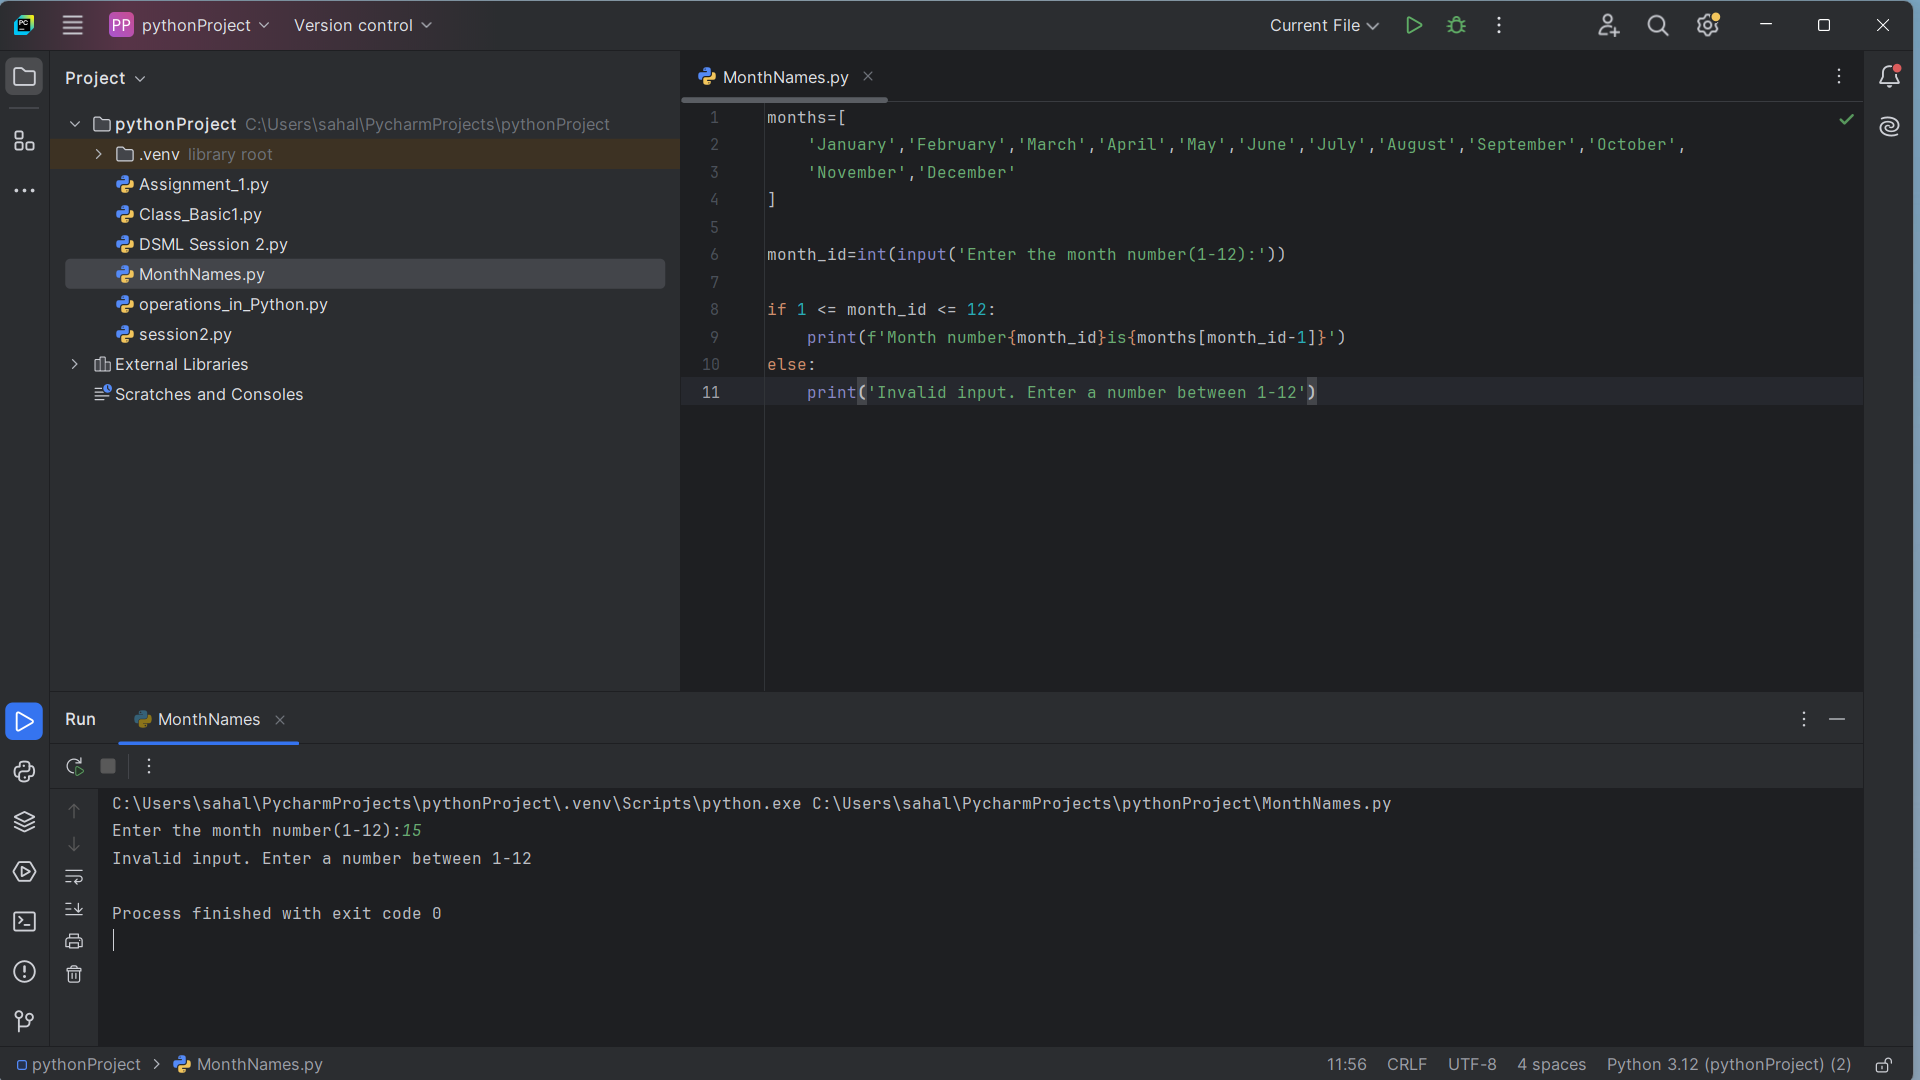 PP pythonProject Version control Current File
Project
pythonProject C:\Users\sahal\PycharmProjects\pythonProject
.venv library root
Assignment_1.py
Class_Basic1.py
DSML Session 2.py
MonthNames.py
operations_in_Python.py
session2.py
External Libraries
Scratches and Consoles
MonthNames.py
1 months=[
2 'January','February','March','April','May','June','July','August','September','October',
3 'November','December'
4 ]
5
6 month_id=int(input('Enter the month number(1-12):'))
7
8 if 1 <= month_id <= 12:
9 print(f'Month number{month_id}is{months[month_id-1]}')
10 else:
11 print('Invalid input. Enter a number between 1-12')
Run MonthNames
C:\Users\sahal\PycharmProjects\pythonProject\.venv\Scripts\python.exe C:\Users\sahal\PycharmProjects\pythonProject\MonthNames.py
Enter the month number(1-12):15
Invalid input. Enter a number between 1-12
Process finished with exit code 0
pythonProject > MonthNames.py 11:56 CRLF UTF-8 4 spaces Python 3.12 (pythonProject) (2)